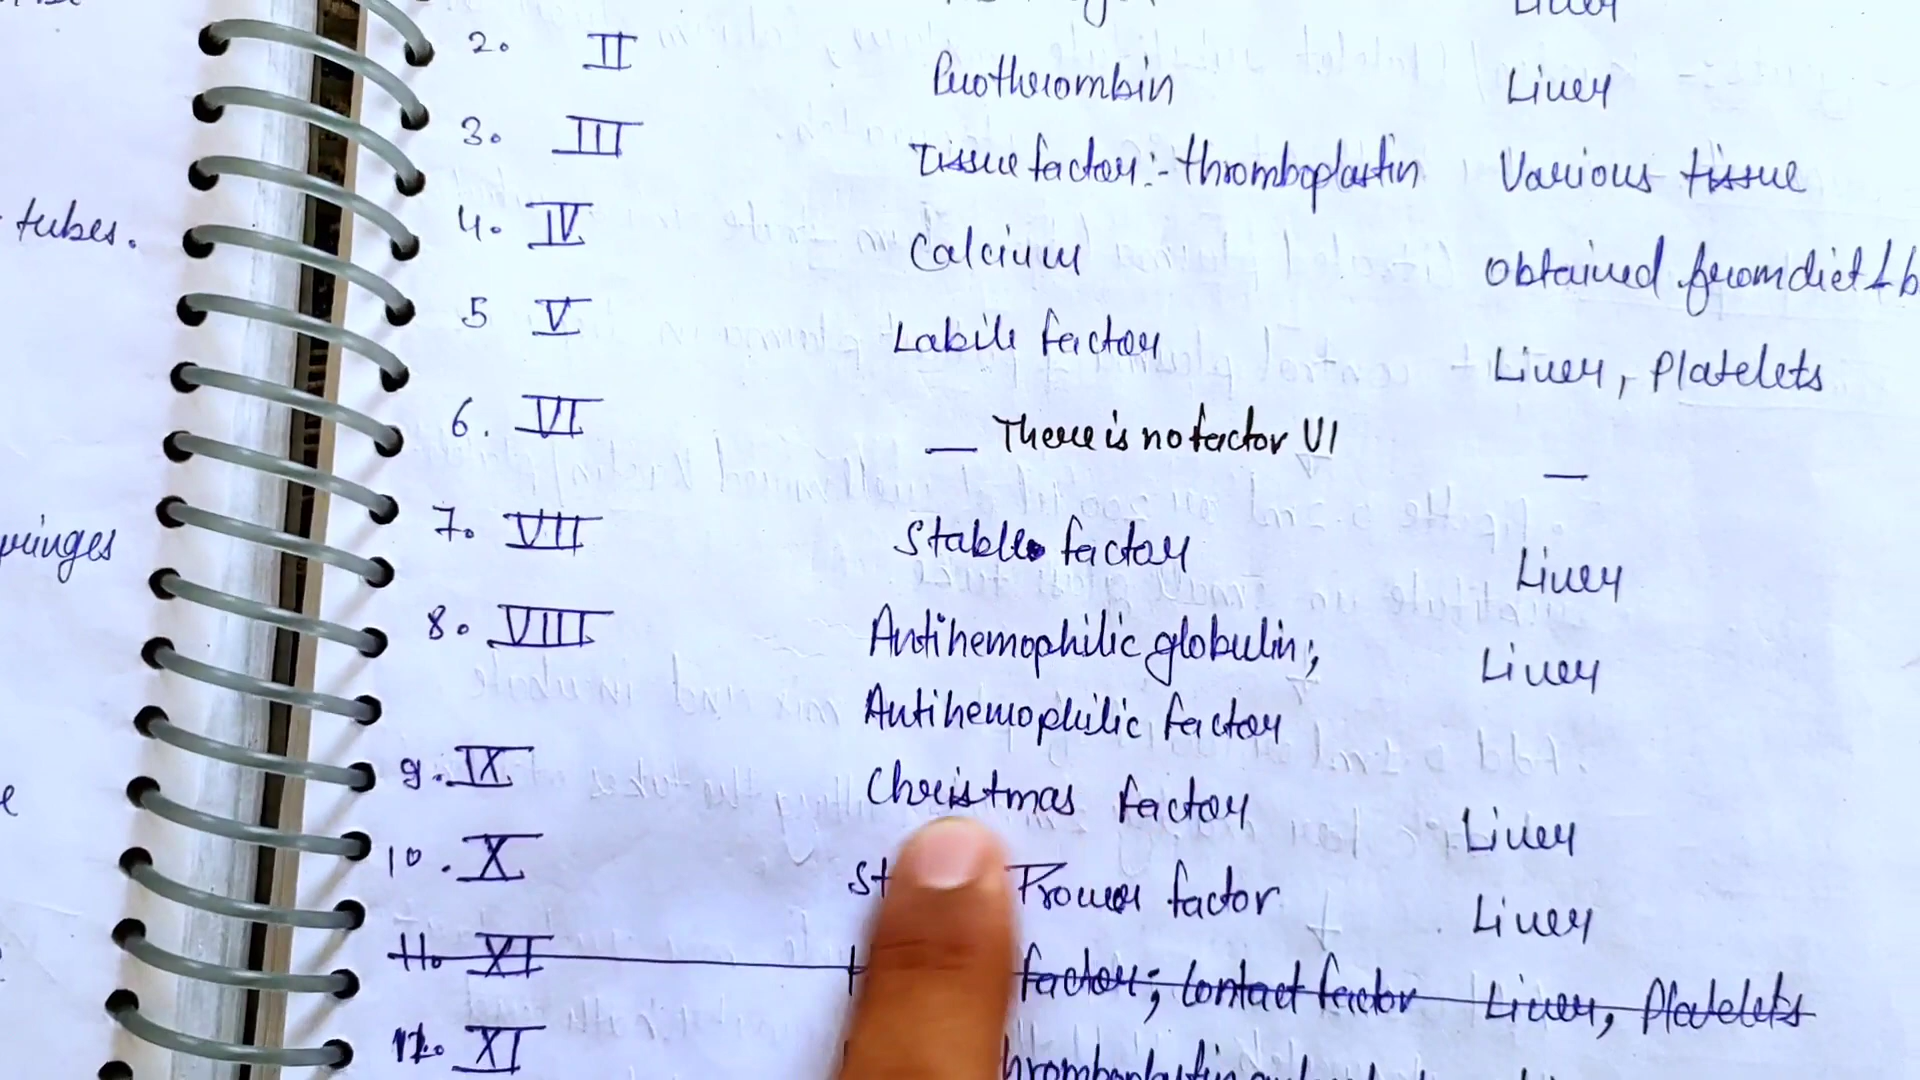 2. II Prothrombin Liver
3. III Tissue factor:- thromboplastin Various tissue
tubes.
4. IV Calcium Obtained from diet & b
5 V Labile factor Liver, Platelets
6. VI — There is no factor VI —
7. VII Stable factor Liver
8. VIII Antihemophilic globulin; Liver
Antihemophilic factor
9. IX Christmas factor Liver
10. X St Prower factor Liver
11. XI factor; Contact factor Liver, Platelets
XI